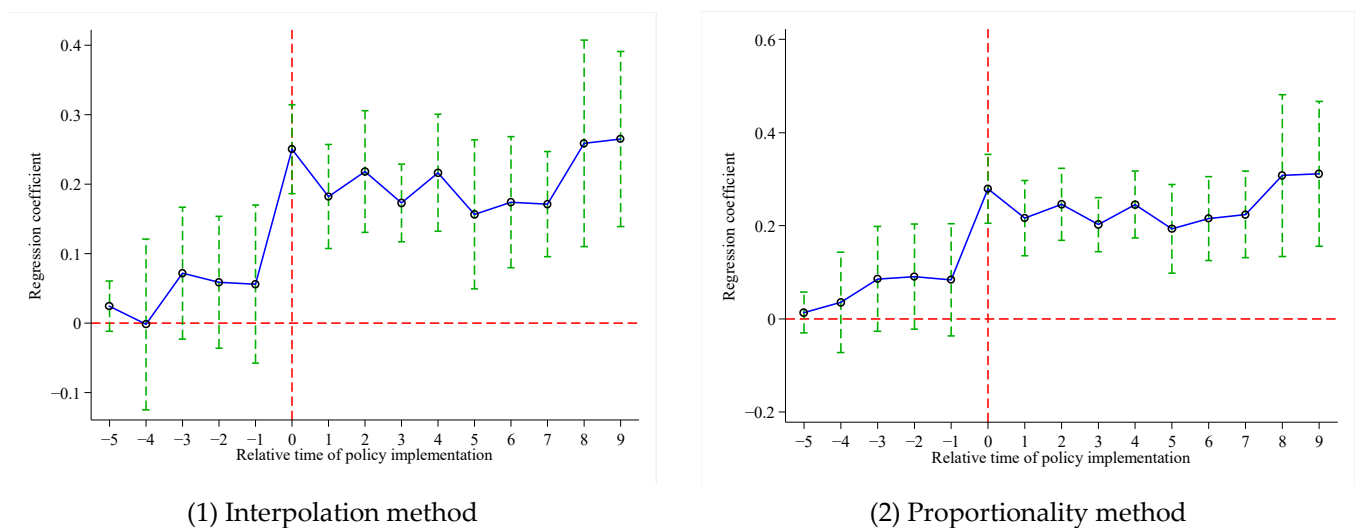 0.4
0.3
0.2
0.1
0
−0.1
Regression coefficient
−5 −4 −3 −2 −1 0 1 2 3 4 5 6 7 8 9
Relative time of policy implementation
(1) Interpolation method
0.6
0.4
0.2
0
−0.2
Regression coefficient
−5 −4 −3 −2 −1 0 1 2 3 4 5 6 7 8 9
Relative time of policy implementation
(2) Proportionality method